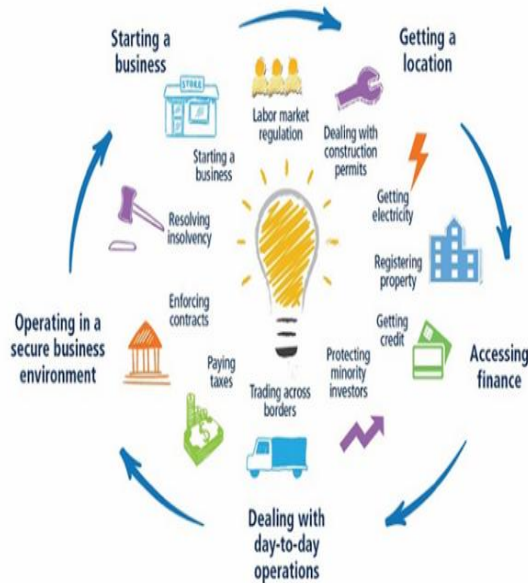 Starting a
business
Getting a
location
STORE
Labor market
regulation
Dealing with
construction
permits
Starting a
business
Getting
electricity
Resolving
insolvency
Registering
property
Enforcing
contracts
Getting
credit
Operating in a
secure business
environment
Accessing
finance
Paying
taxes
Protecting
minority
investors
Trading across
borders
$
Dealing with
day-to-day
operations